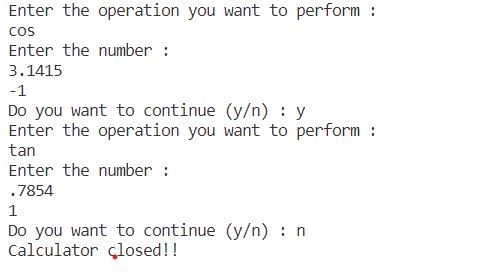 Enter the operation you want to perform :
cos
Enter the number :
3.1415
-1
Do you want to continue (y/n) : y
Enter the operation you want to perform :
tan
Enter the number :
.7854
1
Do you want to continue (y/n) : n
Calculator closed!!